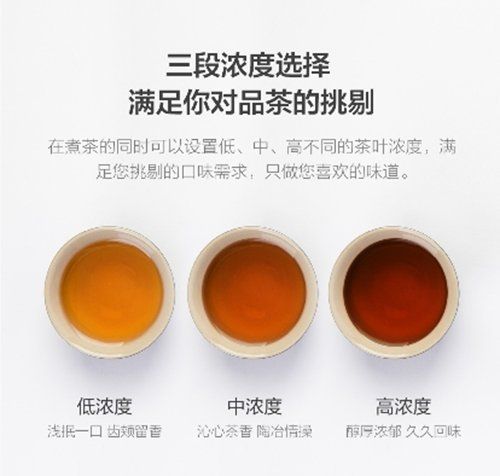 三段浓度选择
满足你对品茶的挑剔
在煮茶的同时可以设置低、中、高不同的茶叶浓度，满
足您挑剔的口味需求，只做您喜欢的味道。
低浓度 中浓度 高浓度
浅抿一口 齿颊留香 沁心茶香 陶冶情操 醇厚浓郁 久久回味